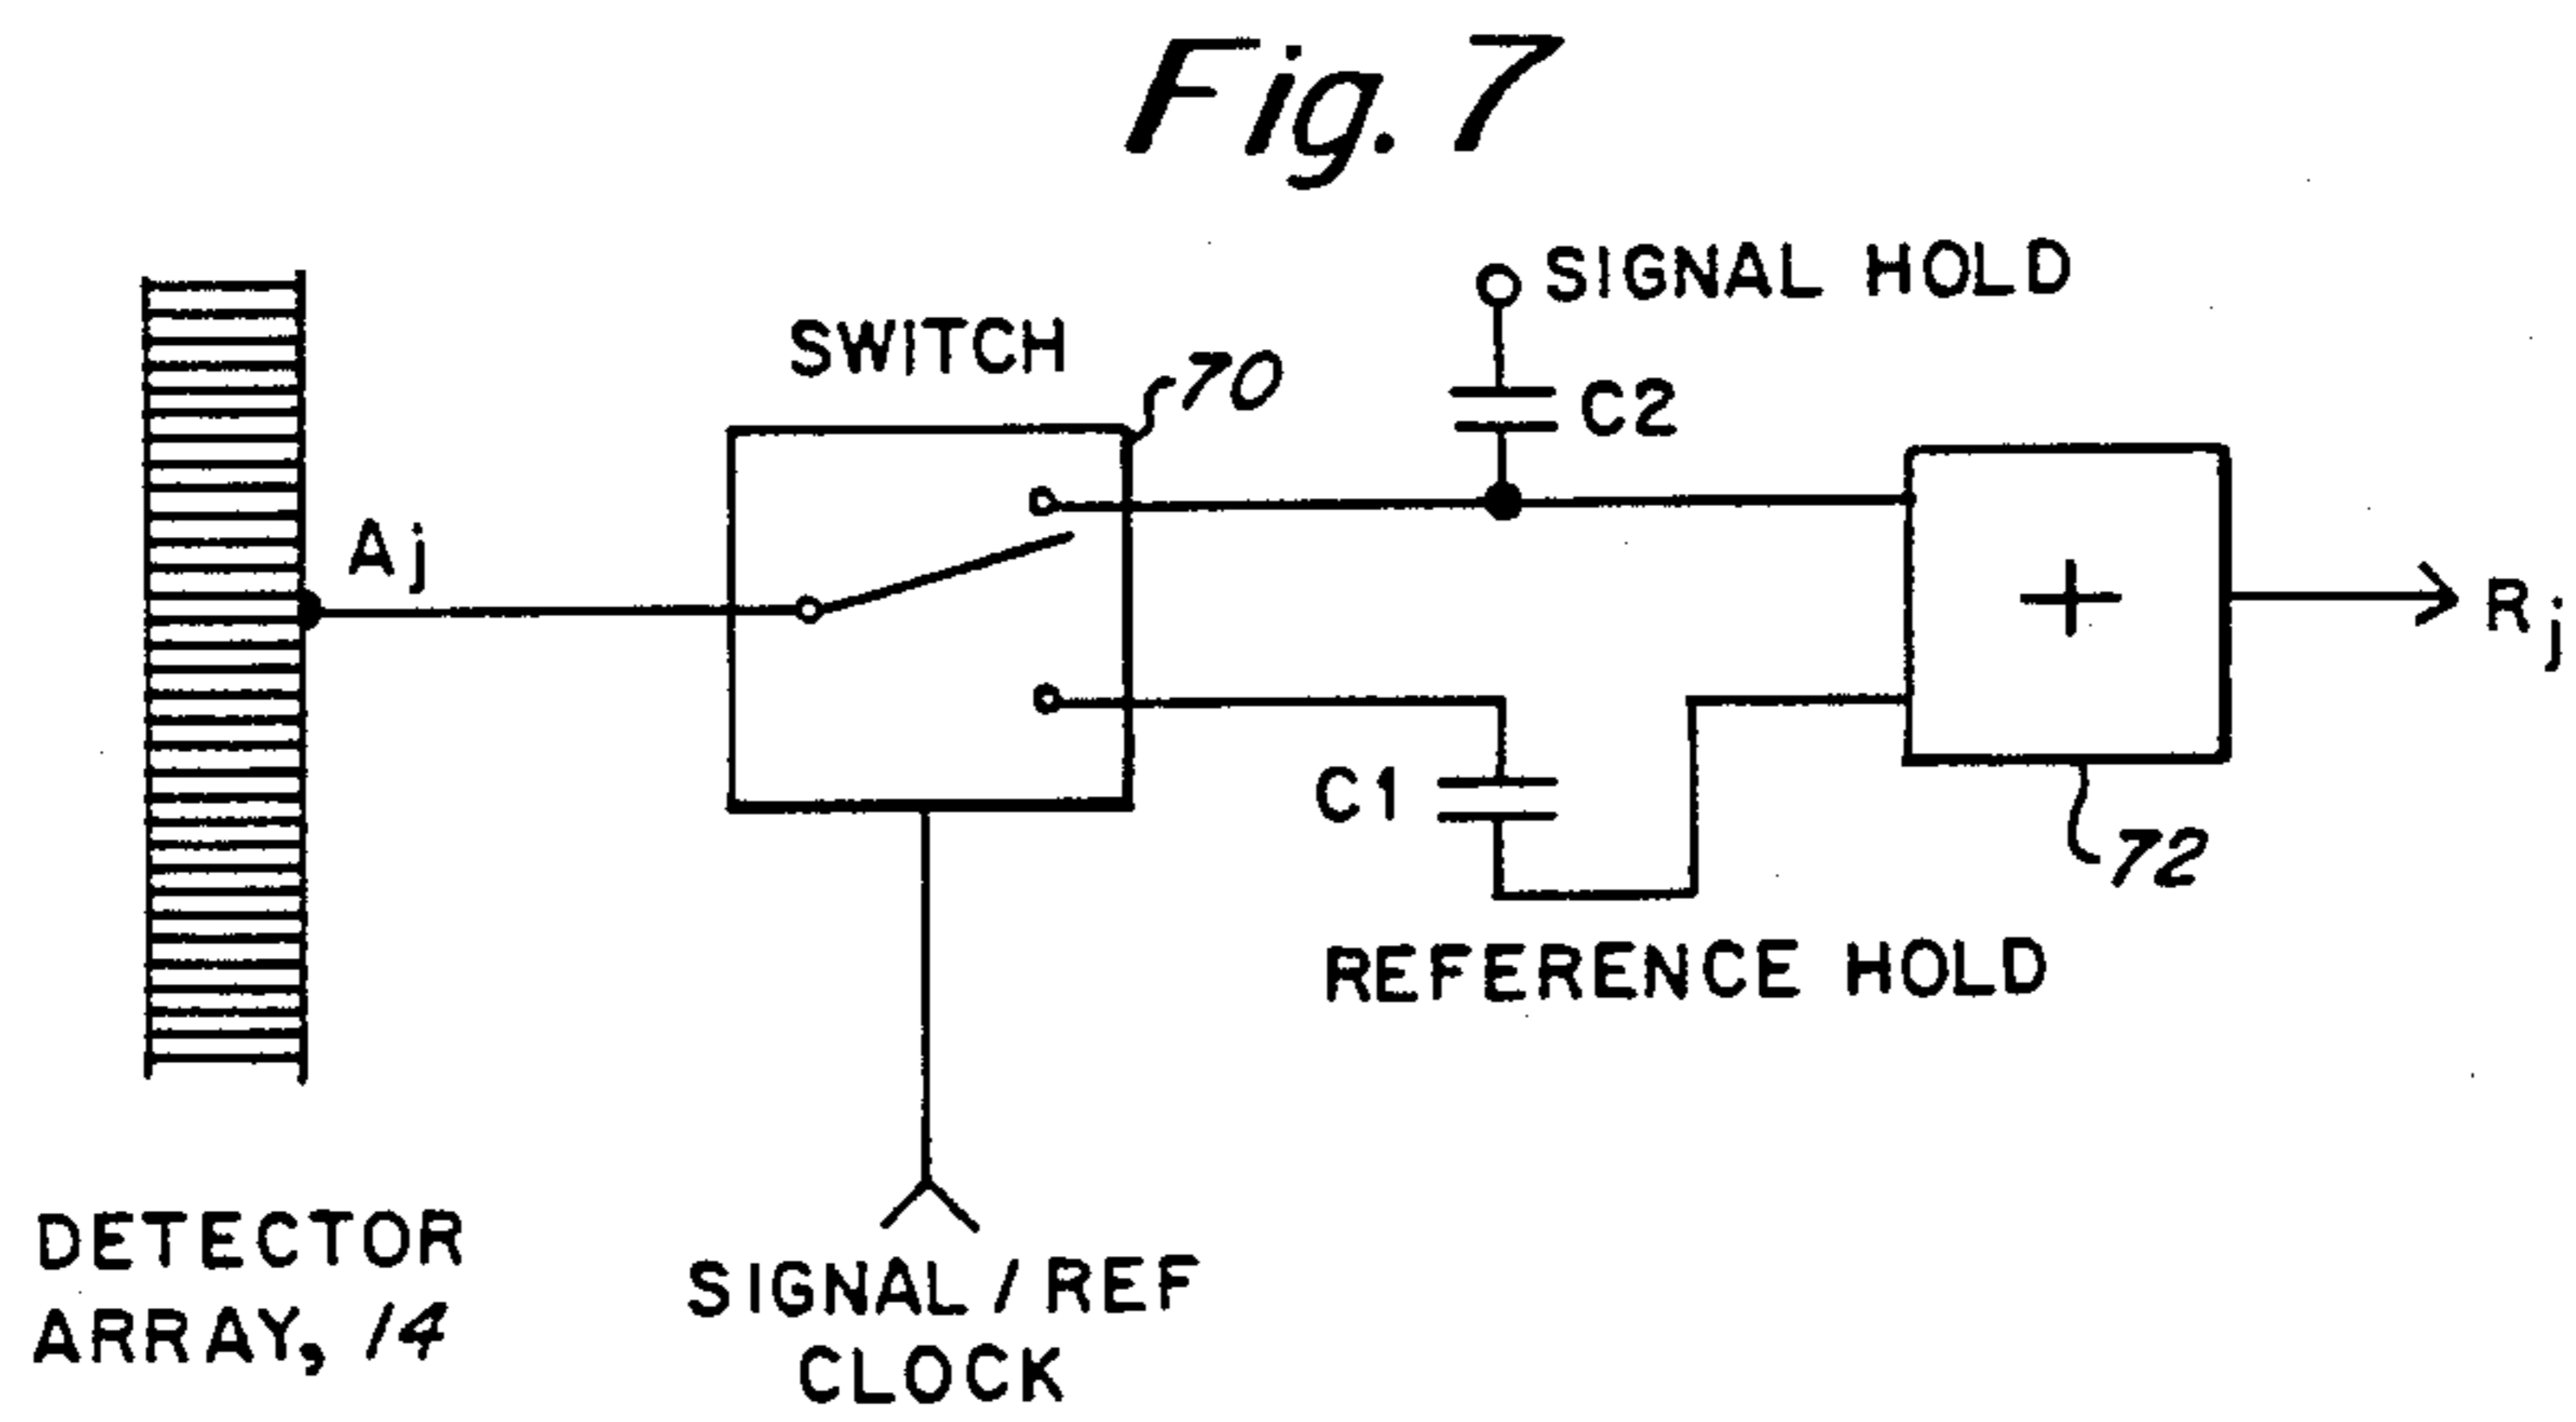 Fig. 7
SIGNAL HOLD
SWITCH
70
C2
Aj
+
Rj
C1
72
REFERENCE HOLD
DETECTOR
ARRAY, 14
SIGNAL / REF
CLOCK